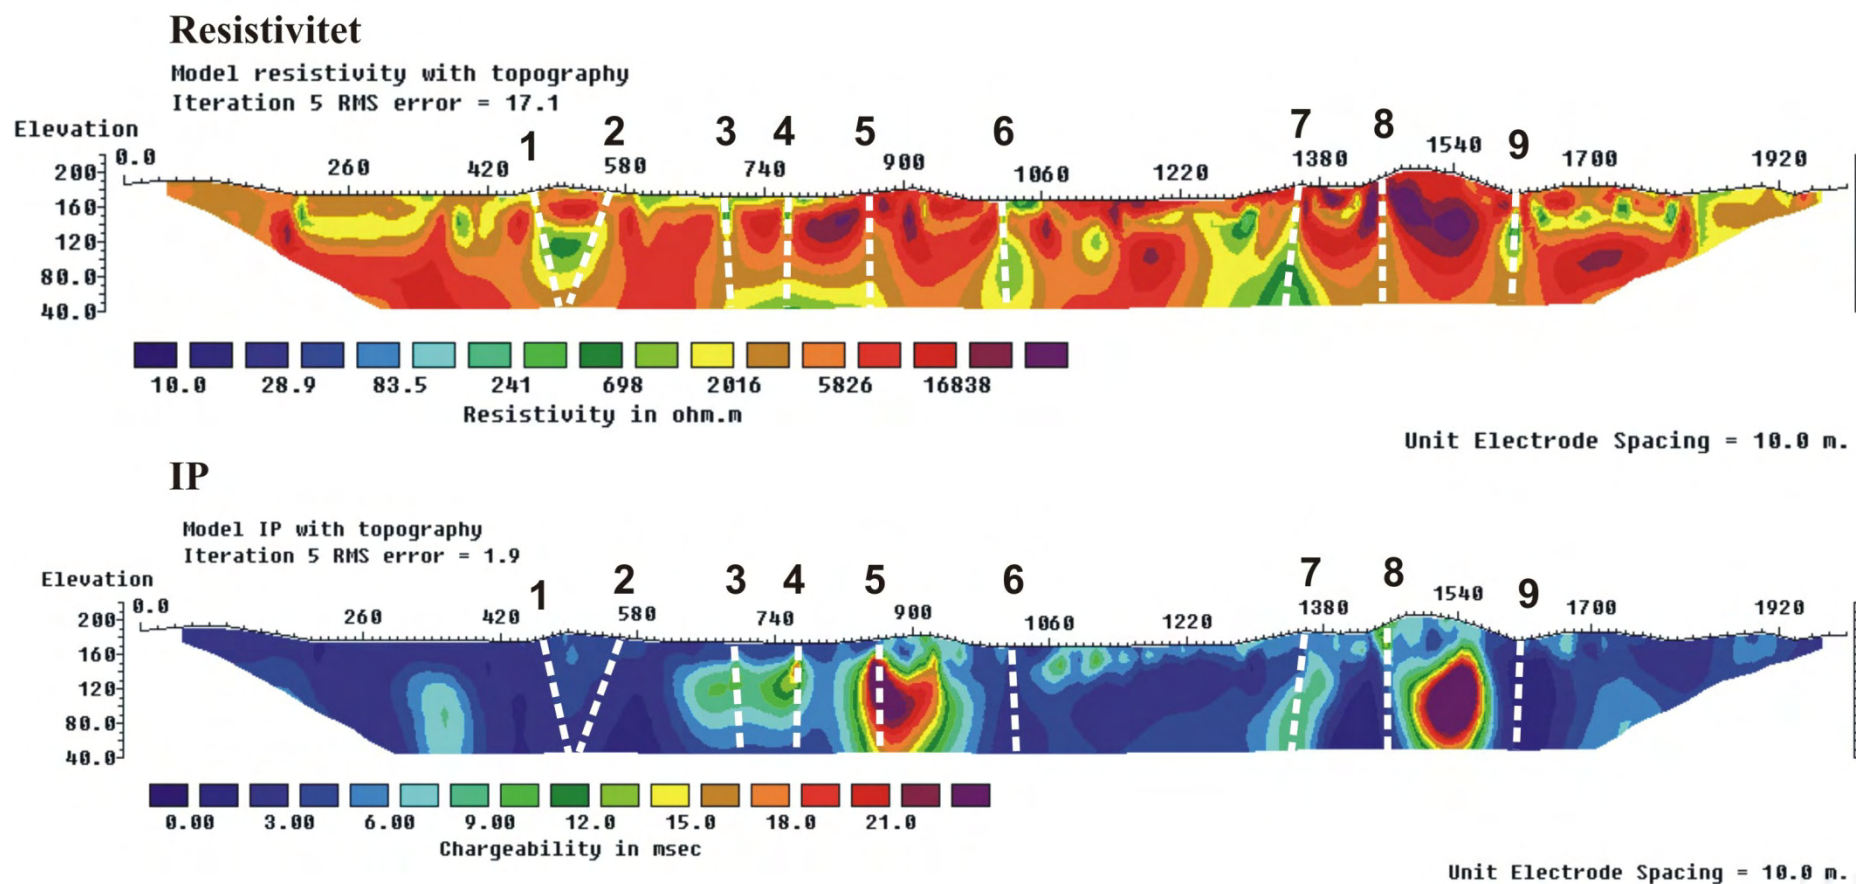 Resistivitet
Model resistivity with topography
Iteration 5 RMS error = 17.1
Elevation
1 2 3 4 5 6 7 8 9
0.0 260 420 580 740 900 1060 1220 1380 1540 1700 1920
200
160
120
80.0
40.0
10.0 28.9 83.5 241 698 2016 5826 16838
Resistivity in ohm.m
Unit Electrode Spacing = 10.0 m.
IP
Model IP with topography
Iteration 5 RMS error = 1.9
Elevation
1 2 3 4 5 6 7 8 9
0.0 260 420 580 740 900 1060 1220 1380 1540 1700 1920
200
160
120
80.0
40.0
0.00 3.00 6.00 9.00 12.0 15.0 18.0 21.0
Chargeability in msec
Unit Electrode Spacing = 10.0 m.